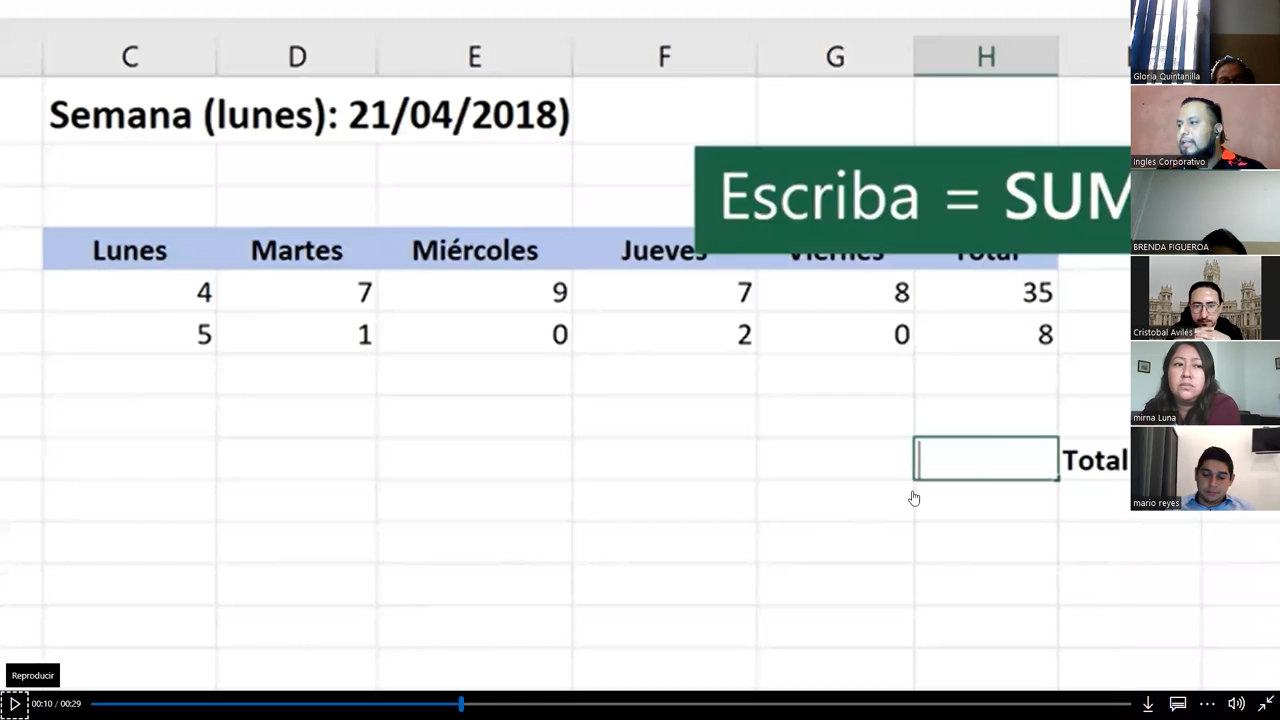 C D E F G H
Semana (lunes): 21/04/2018)
Escriba = SUM
Lunes Martes Miércoles Jueves Viernes Total
4 7 9 7 8 35
5 1 0 2 0 8
Total
Gloria Quintanilla
Ingles Corporativo
BRENDA FIGUEROA
Cristobal Avilés
mirna Luna
mario reyes
Reproducir
00:10 / 00:29